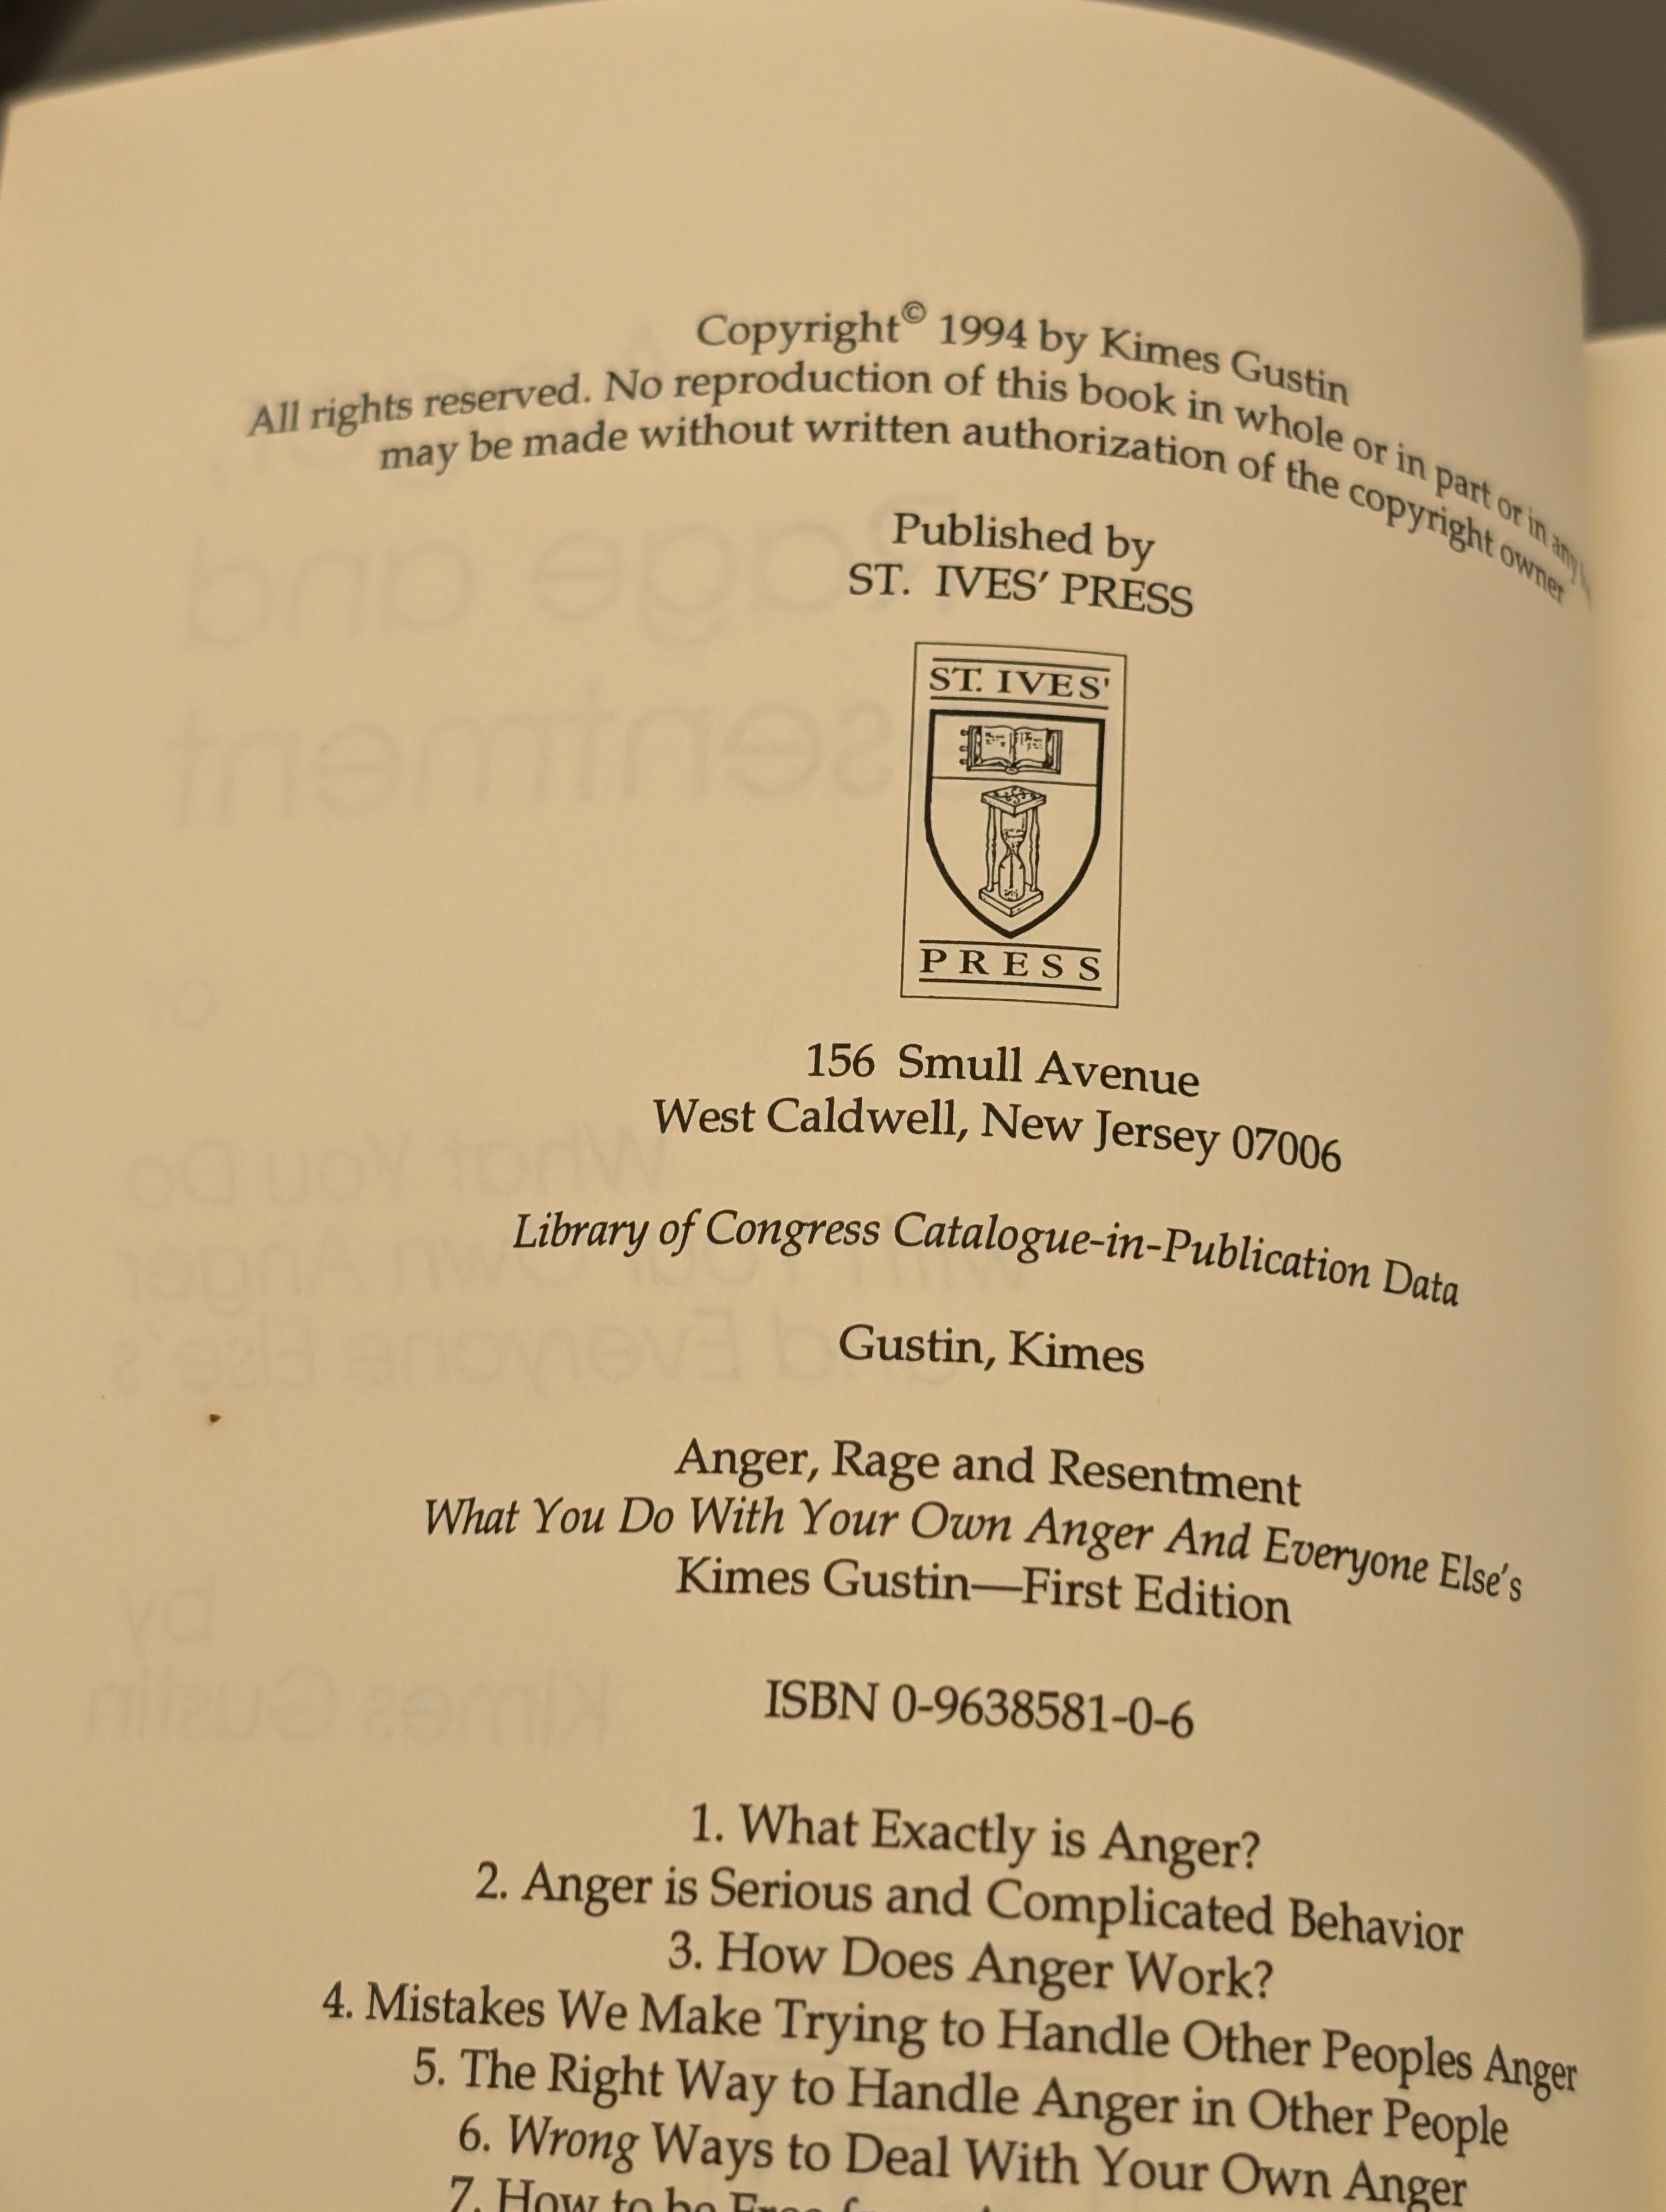 Copyright© 1994 by Kimes Gustin
All rights reserved. No reproduction of this book in whole or in part or in any
may be made without written authorization of the copyright owner
Published by
ST. IVES’ PRESS
ST. IVES'
PRESS
156 Smull Avenue
West Caldwell, New Jersey 07006
Library of Congress Catalogue-in-Publication Data
Gustin, Kimes
Anger, Rage and Resentment
What You Do With Your Own Anger And Everyone Else’s
Kimes Gustin—First Edition
ISBN 0-9638581-0-6
1. What Exactly is Anger?
2. Anger is Serious and Complicated Behavior
3. How Does Anger Work?
4. Mistakes We Make Trying to Handle Other Peoples Anger
5. The Right Way to Handle Anger in Other People
6. Wrong Ways to Deal With Your Own Anger
7. How to be Free